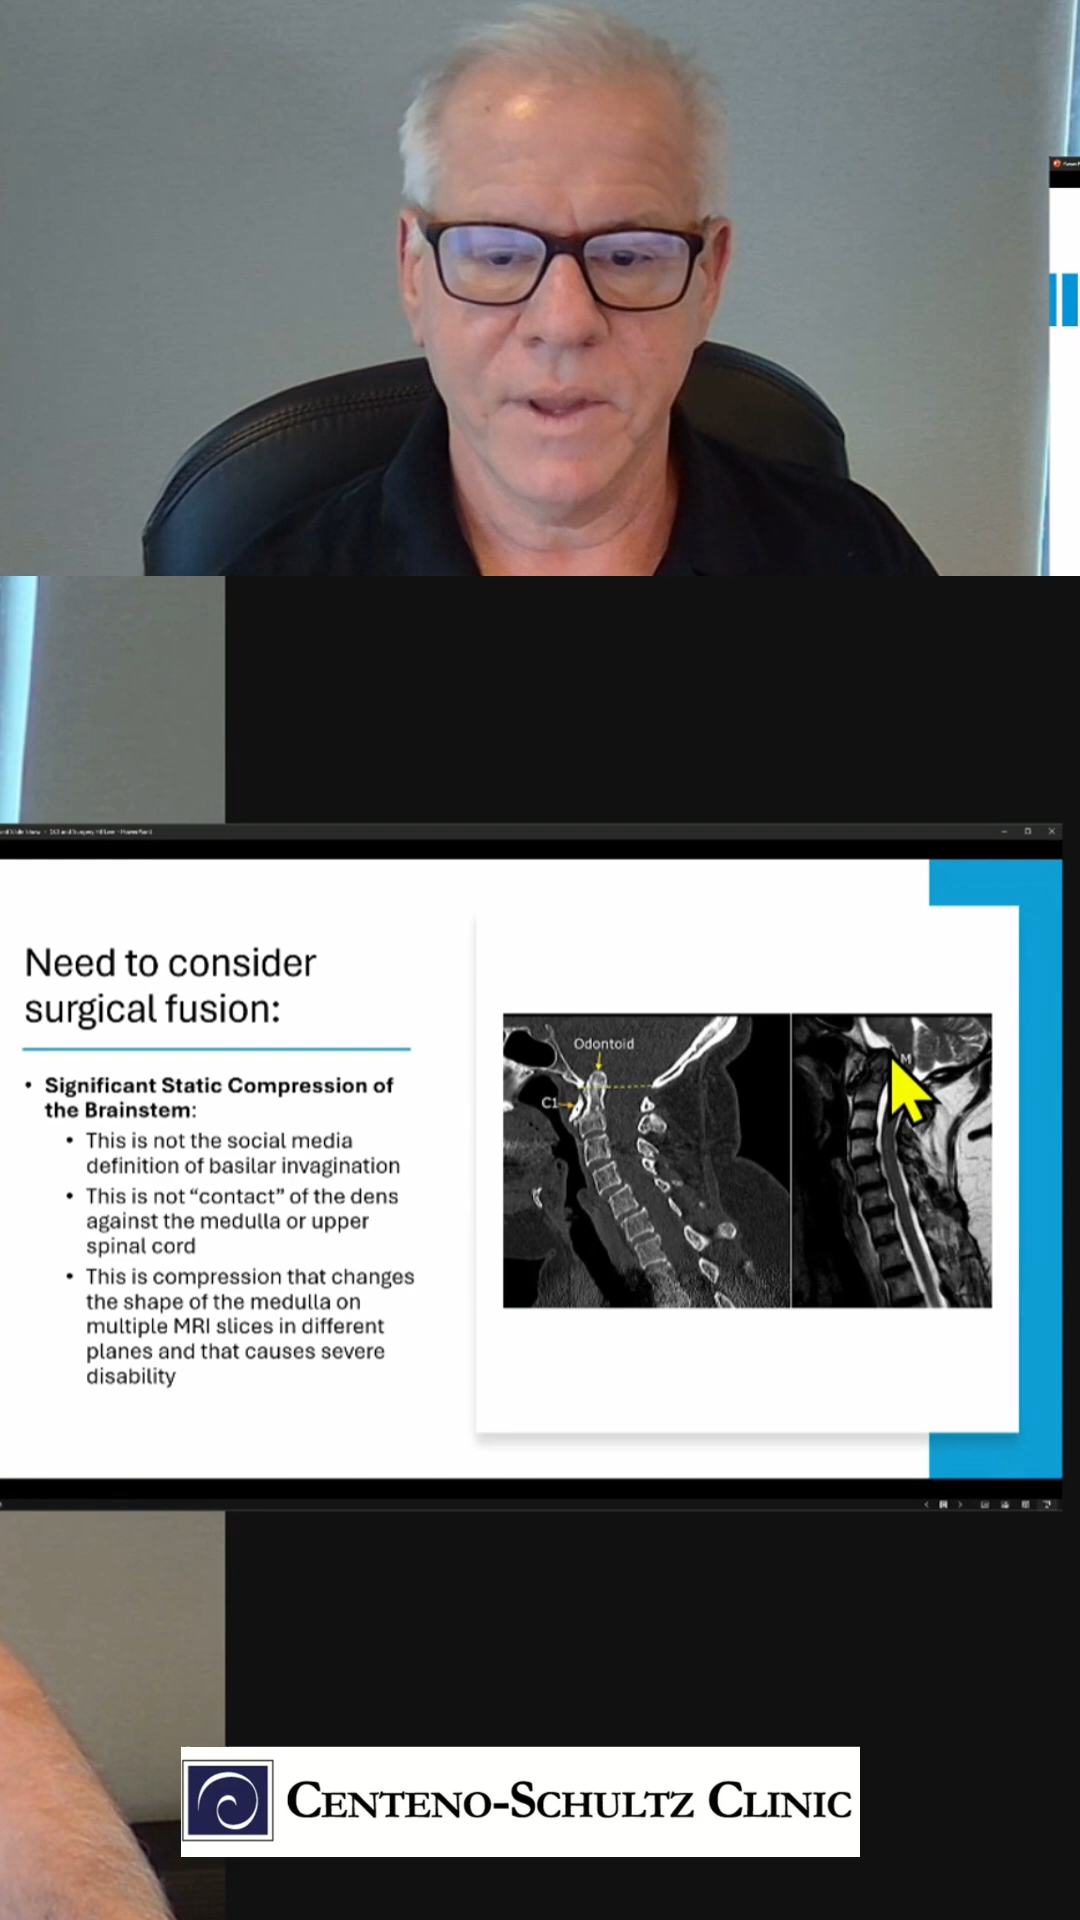 Need to consider
surgical fusion:
• Significant Static Compression of
the Brainstem:
• This is not the social media
definition of basilar invagination
• This is not “contact” of the dens
against the medulla or upper
spinal cord
• This is compression that changes
the shape of the medulla on
multiple MRI slices in different
planes and that causes severe
disability
Odontoid
C1
M
CENTENO-SCHULTZ CLINIC